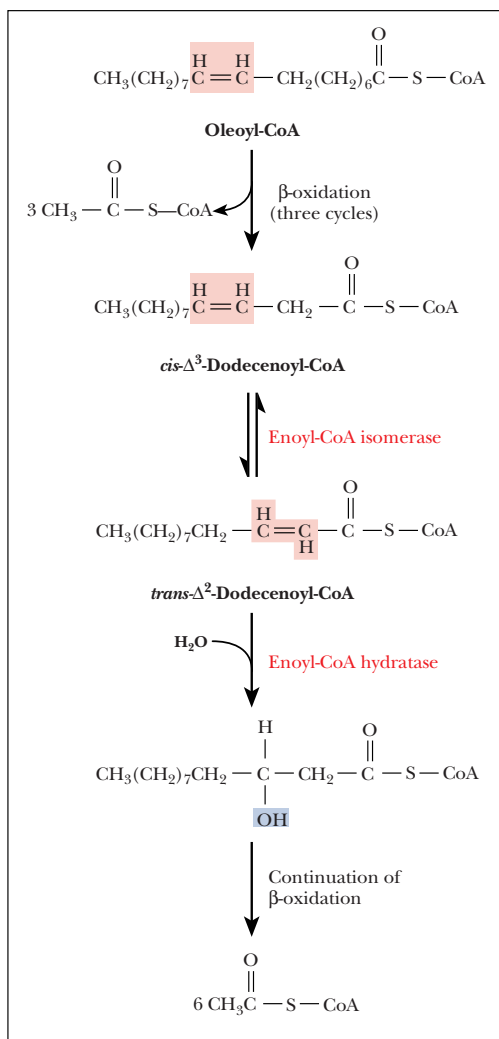 O
H H
CH₃(CH₂)₇C=C—CH₂(CH₂)₆C—S—CoA
Oleoyl-CoA
O
3 CH₃—C—S—CoA
β-oxidation
(three cycles)
O
H H
CH₃(CH₂)₇C=C—CH₂—C—S—CoA
cis-Δ³-Dodecenoyl-CoA
Enoyl-CoA isomerase
O
H
CH₃(CH₂)₇CH₂—C=C—C—S—CoA
H
trans-Δ²-Dodecenoyl-CoA
H₂O
Enoyl-CoA hydratase
H O
CH₃(CH₂)₇CH₂—C—CH₂—C—S—CoA
OH
Continuation of
β-oxidation
O
6 CH₃C—S—CoA